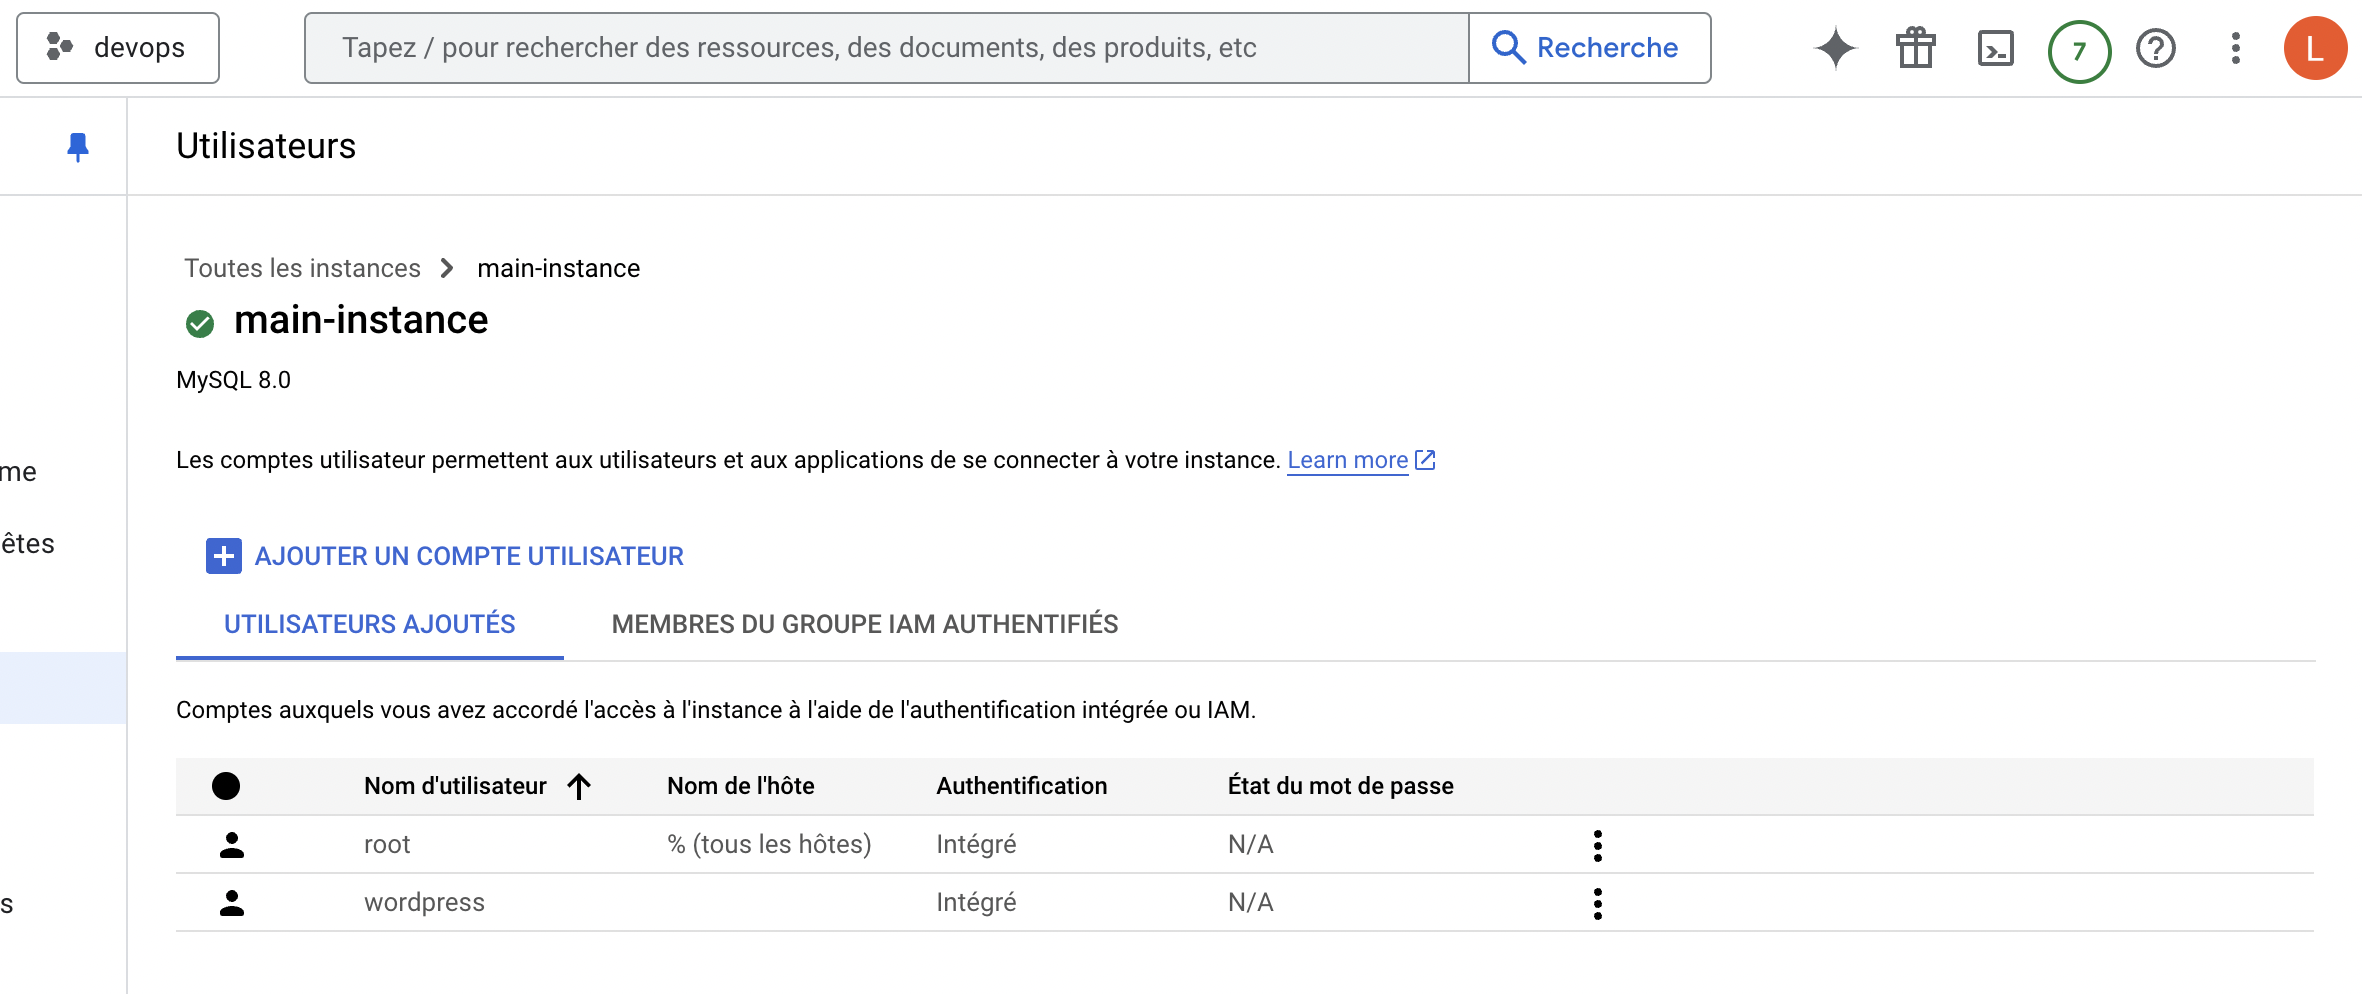 devops
Tapez / pour rechercher des ressources, des documents, des produits, etc
Recherche
7
L
Utilisateurs
Toutes les instances
main-instance
main-instance
MySQL 8.0
me
Les comptes utilisateur permettent aux utilisateurs et aux applications de se connecter à votre instance. Learn more
êtes
AJOUTER UN COMPTE UTILISATEUR
UTILISATEURS AJOUTÉS
MEMBRES DU GROUPE IAM AUTHENTIFIÉS
Comptes auxquels vous avez accordé l'accès à l'instance à l'aide de l'authentification intégrée ou IAM.
Nom d'utilisateur Nom de l'hôte Authentification État du mot de passe
root % (tous les hôtes) Intégré N/A
s
wordpress Intégré N/A